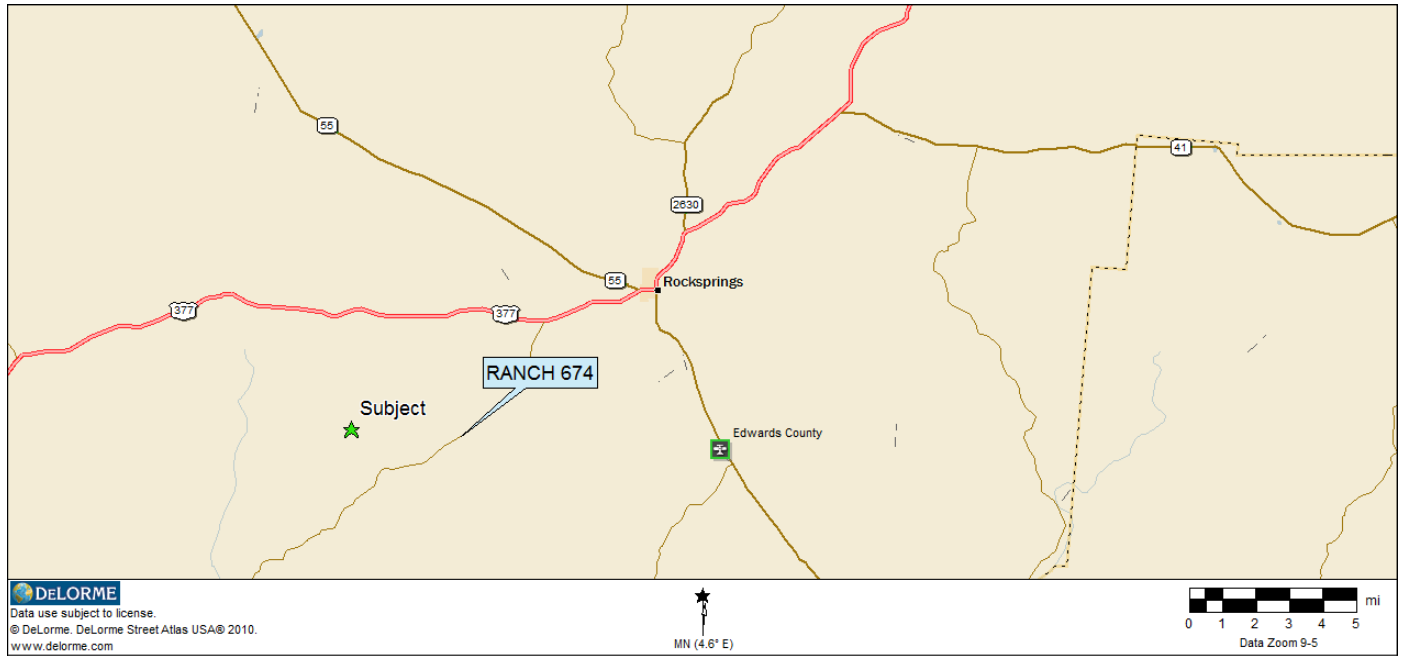 55
41
2630
55
Rocksprings
377
377
RANCH 674
Subject
Edwards County
DELORME
Data use subject to license.
© DeLorme. DeLorme Street Atlas USA® 2010.
www.delorme.com
MN (4.6° E)
mi
0 1 2 3 4 5
Data Zoom 9-5